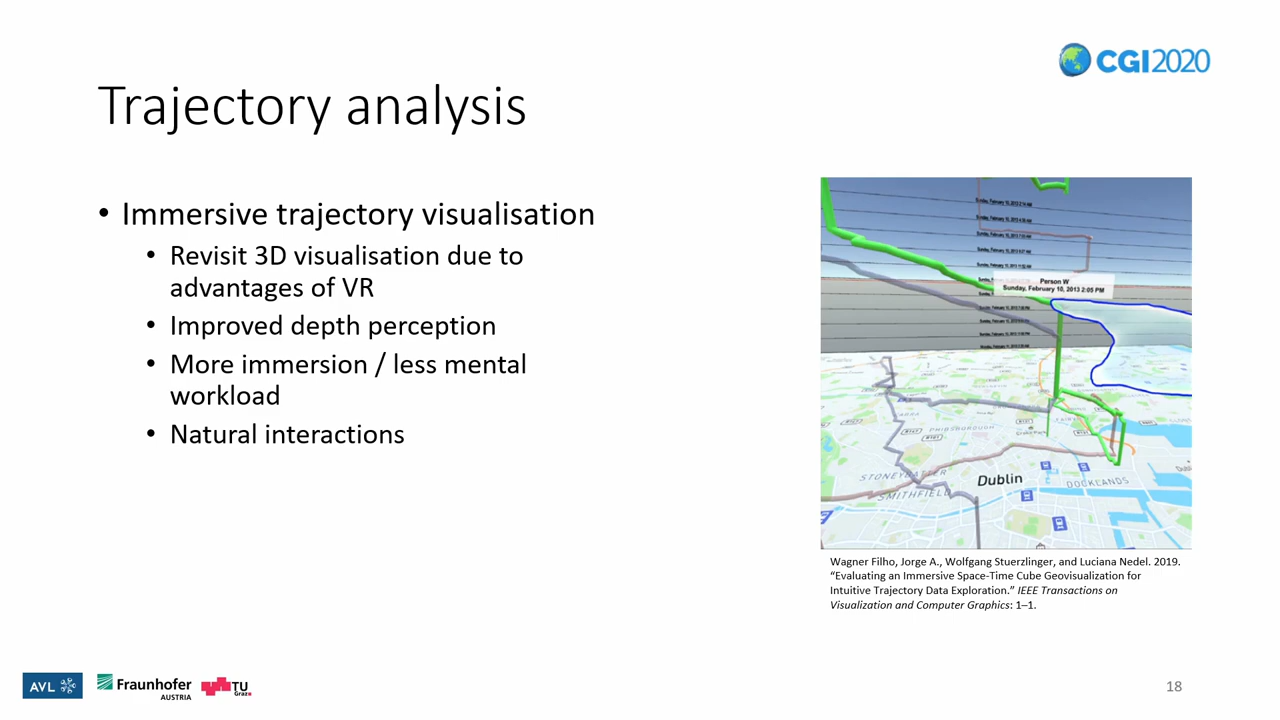 CGI2020
Trajectory analysis
• Immersive trajectory visualisation
• Revisit 3D visualisation due to
advantages of VR
• Improved depth perception
• More immersion / less mental
workload
• Natural interactions
Person W
Sunday, February 10, 2013 2:05 PM
PHIBSBOROUGH
STONEYBATTER
SMITHFIELD
Dublin
DOCKLANDS
Wagner Filho, Jorge A., Wolfgang Stuerzlinger, and Luciana Nedel. 2019.
“Evaluating an Immersive Space-Time Cube Geovisualization for
Intuitive Trajectory Data Exploration.” IEEE Transactions on
Visualization and Computer Graphics: 1–1.
AVL
Fraunhofer
AUSTRIA
TU
Graz
18